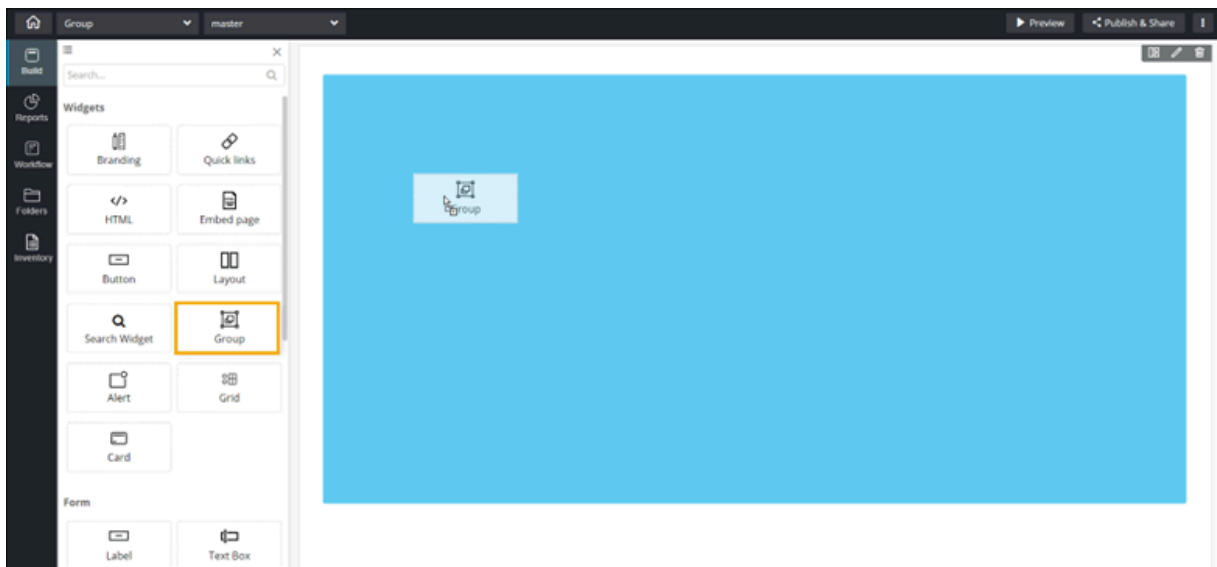 Group
master
Preview
Publish & Share
Build
Reports
Workflow
Folders
Inventory
Search...
Widgets
Branding
Quick links
HTML
Embed page
Button
Layout
Search Widget
Group
Alert
Grid
Card
Form
Label
Text Box
Group